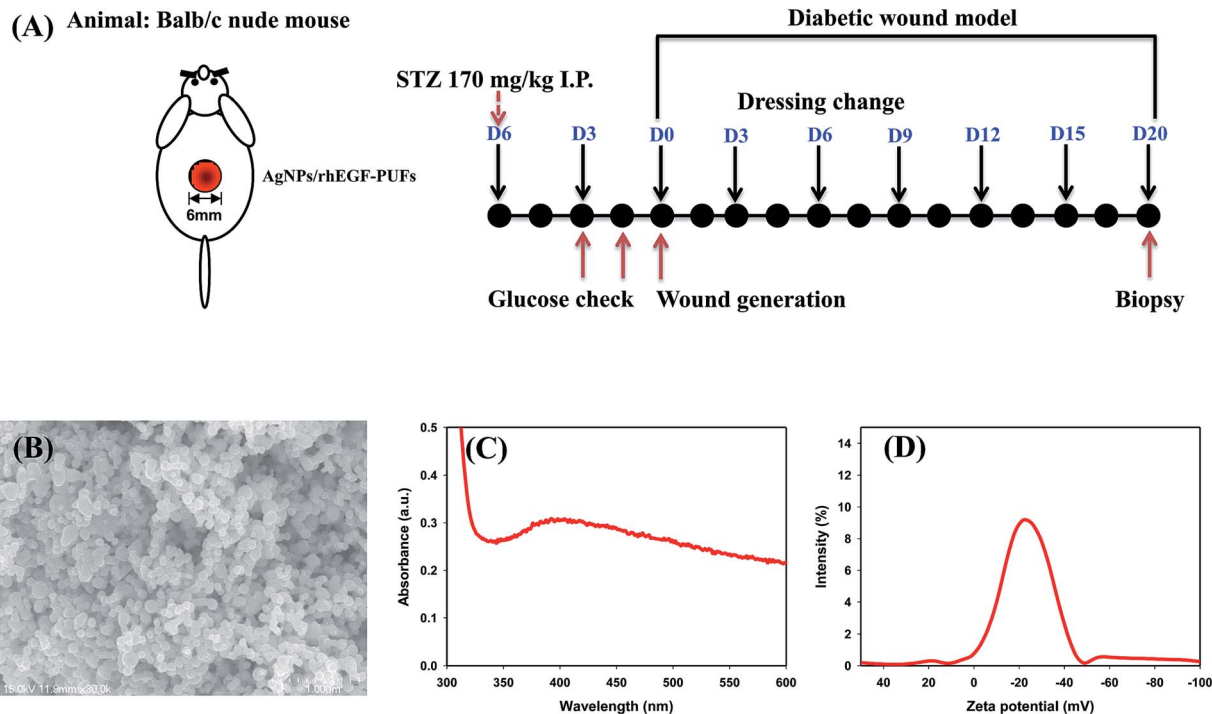 (A) Animal: Balb/c nude mouse
Diabetic wound model
STZ 170 mg/kg I.P.
Dressing change
D6 D3 D0 D3 D6 D9 D12 D15 D20
AgNPs/rhEGF-PUFs
6mm
Glucose check Wound generation Biopsy
(B)
15.0kV 11.9mm x30.0k 1.00um
(C)
Absorbance (a.u.)
0.5
0.4
0.3
0.2
0.1
0.0
300 350 400 450 500 550 600
Wavelength (nm)
(D)
Intensity (%)
14
12
10
8
6
4
2
0
40 20 0 -20 -40 -60 -80 -100
Zeta potential (mV)